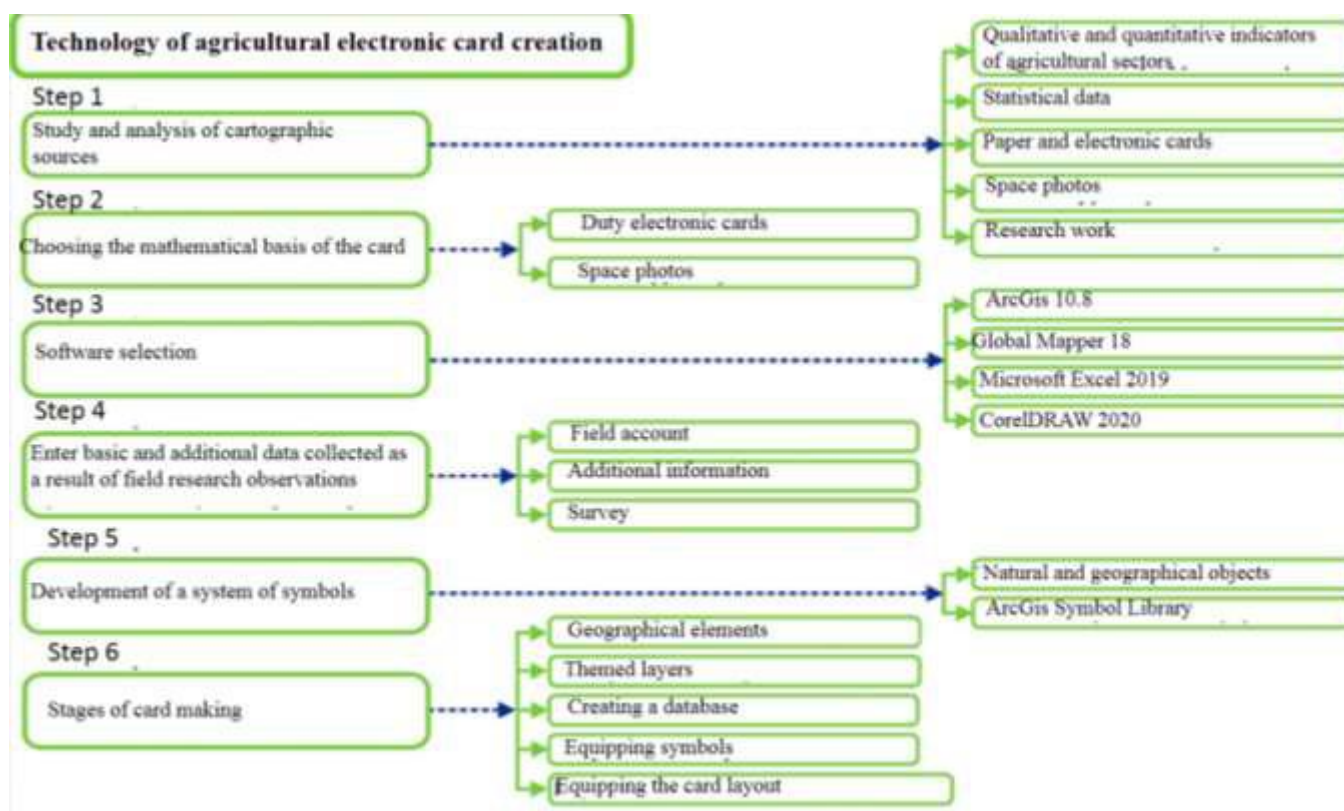 Technology of agricultural electronic card creation
Step 1
Study and analysis of cartographic
sources
Qualitative and quantitative indicators
of agricultural sectors
Statistical data
Paper and electronic cards
Space photos
Research work
Step 2
Choosing the mathematical basis of the card
Duty electronic cards
Space photos
Step 3
Software selection
ArcGis 10.8
Global Mapper 18
Microsoft Excel 2019
CorelDRAW 2020
Step 4
Enter basic and additional data collected as
a result of field research observations
Field account
Additional information
Survey
Step 5
Development of a system of symbols
Natural and geographical objects
ArcGis Symbol Library
Step 6
Stages of card making
Geographical elements
Themed layers
Creating a database
Equipping symbols
Equipping the card layout